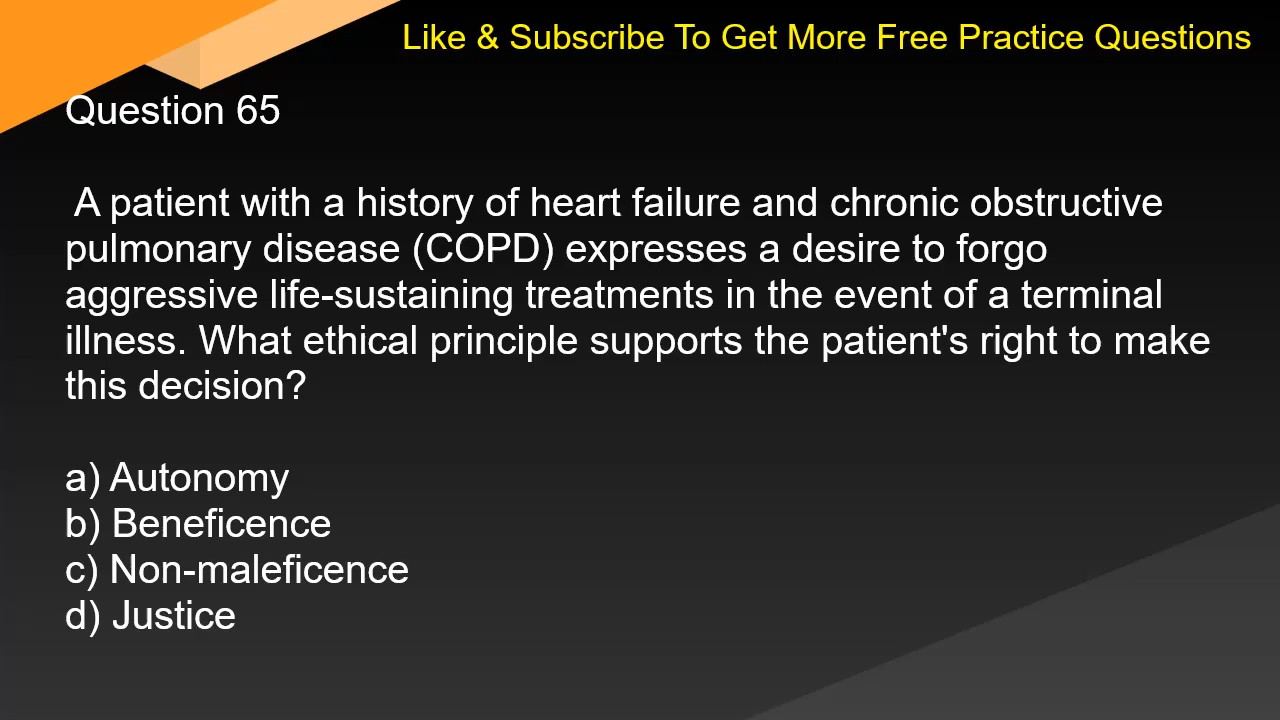 Like & Subscribe To Get More Free Practice Questions
Question 65
A patient with a history of heart failure and chronic obstructive
pulmonary disease (COPD) expresses a desire to forgo
aggressive life-sustaining treatments in the event of a terminal
illness. What ethical principle supports the patient's right to make
this decision?
a) Autonomy
b) Beneficence
c) Non-maleficence
d) Justice